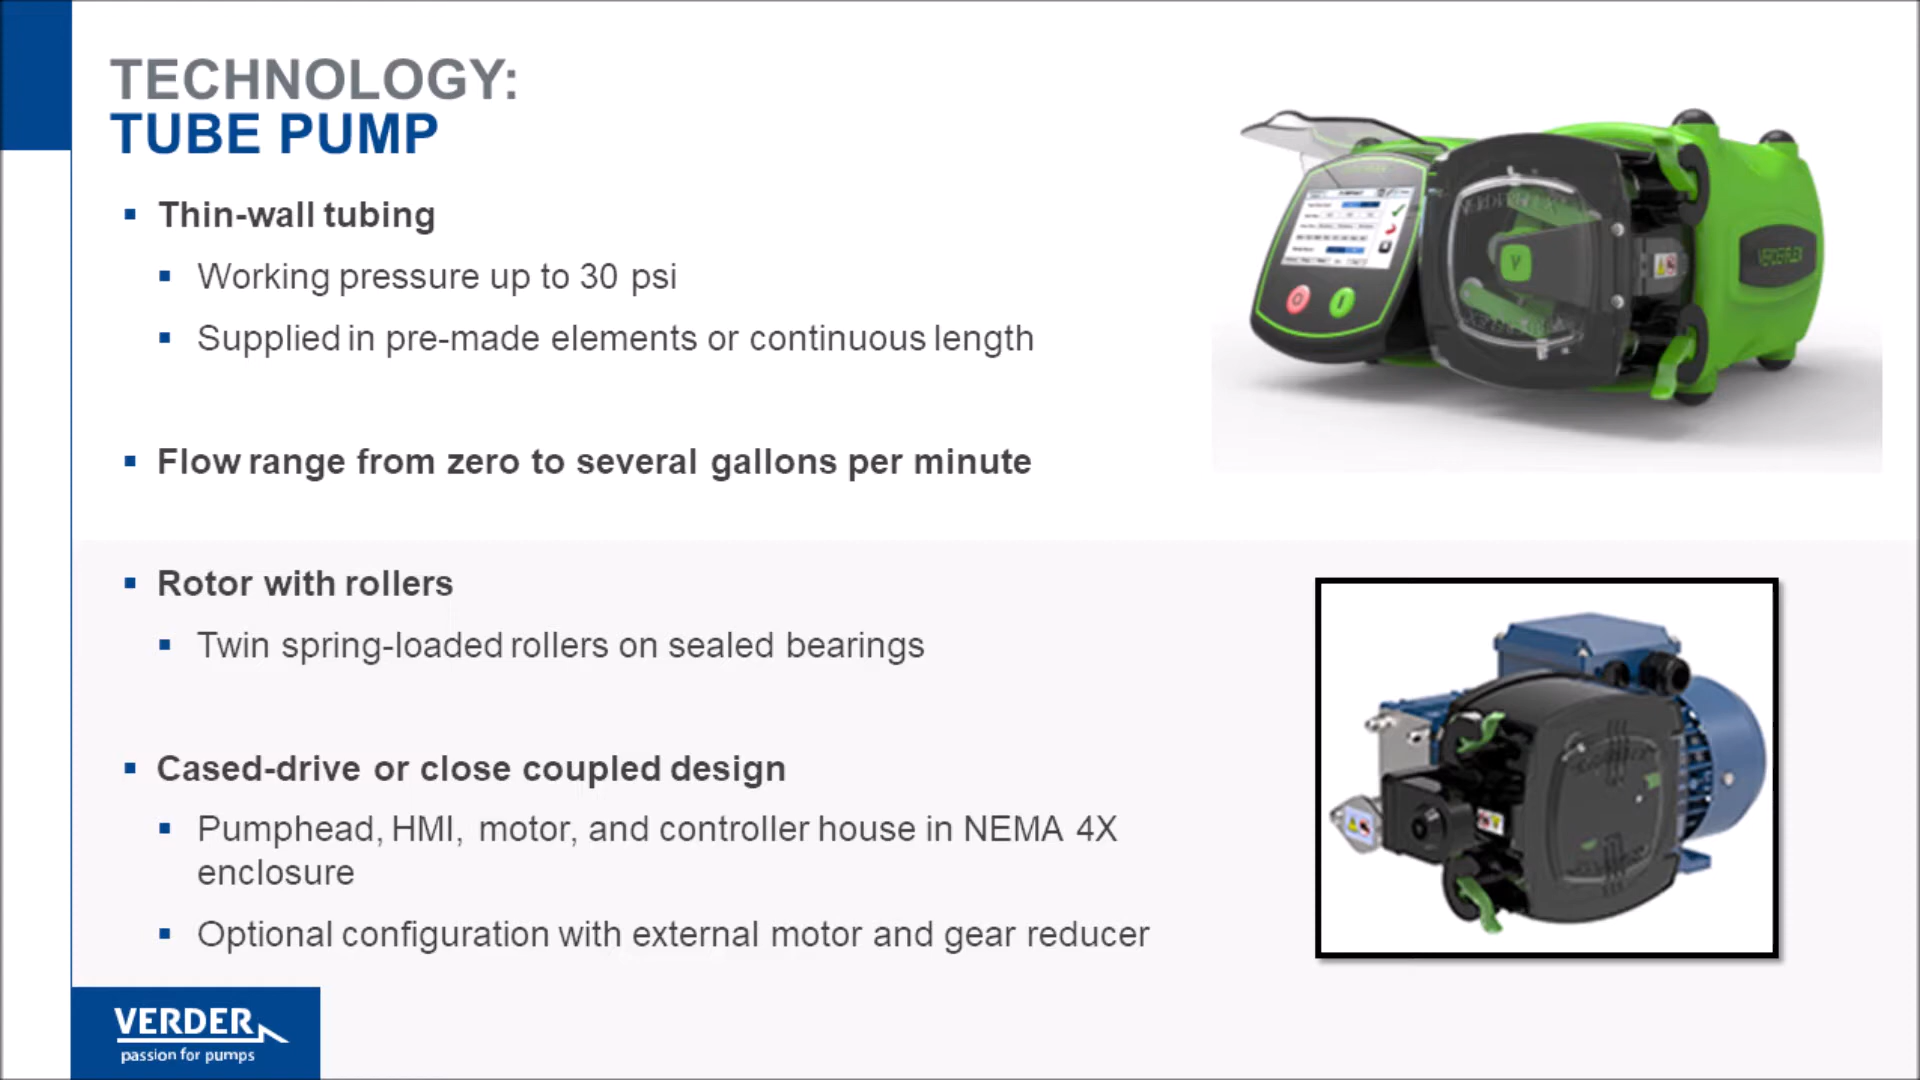 TECHNOLOGY:
TUBE PUMP
Thin-wall tubing
Working pressure up to 30 psi
Supplied in pre-made elements or continuous length
Flow range from zero to several gallons per minute
Rotor with rollers
Twin spring-loaded rollers on sealed bearings
Cased-drive or close coupled design
Pumphead, HMI, motor, and controller house in NEMA 4X
enclosure
Optional configuration with external motor and gear reducer
VERDERFLEX
VERDER
passion for pumps